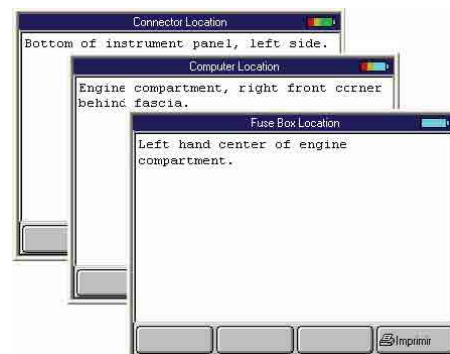 Connector Location
Bottom of instrument panel, left side.
Computer Location
Engine compartment, right front corner
behind fascia.
Fuse Box Location
Left hand center of engine
compartment.
Imprimir